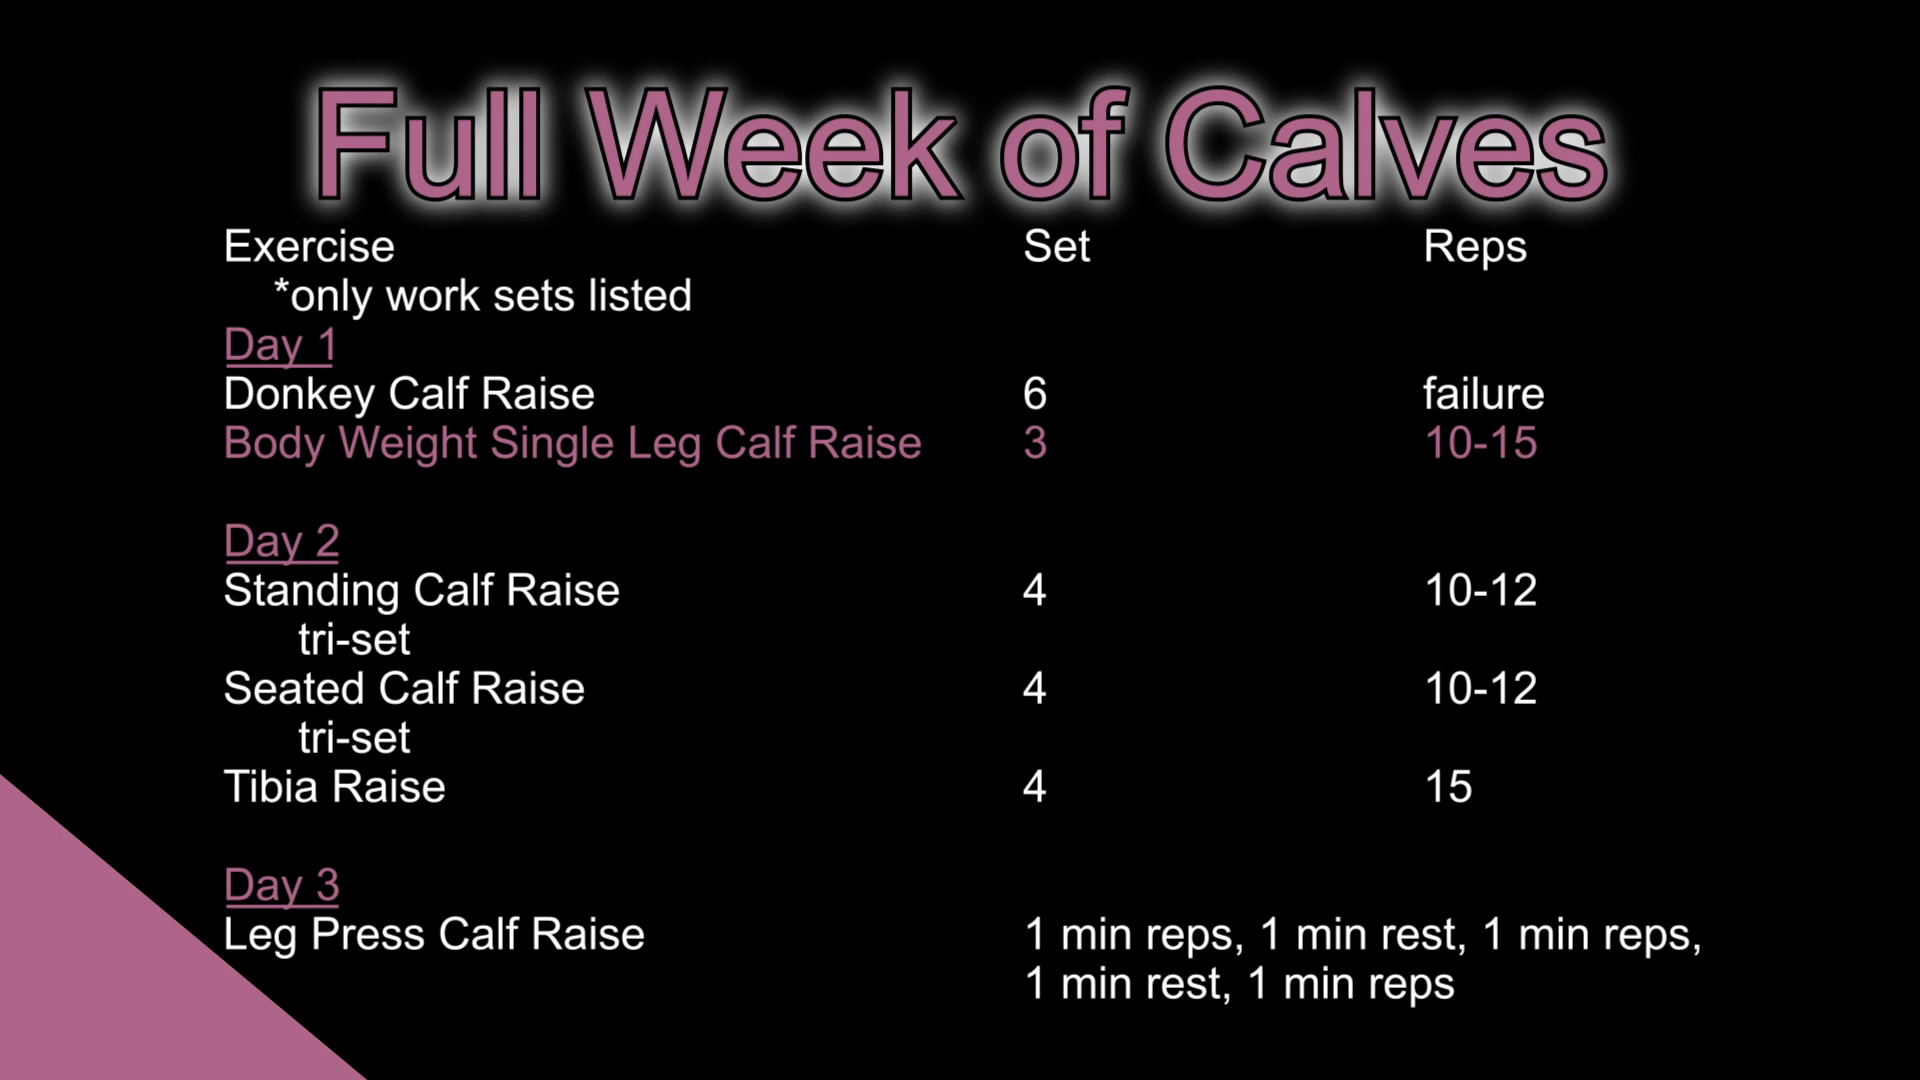 Full Week of Calves
Exercise Set Reps
*only work sets listed
Day 1
Donkey Calf Raise 6 failure
Body Weight Single Leg Calf Raise 3 10-15
Day 2
Standing Calf Raise 4 10-12
tri-set
Seated Calf Raise 4 10-12
tri-set
Tibia Raise 4 15
Day 3
Leg Press Calf Raise 1 min reps, 1 min rest, 1 min reps,
1 min rest, 1 min reps